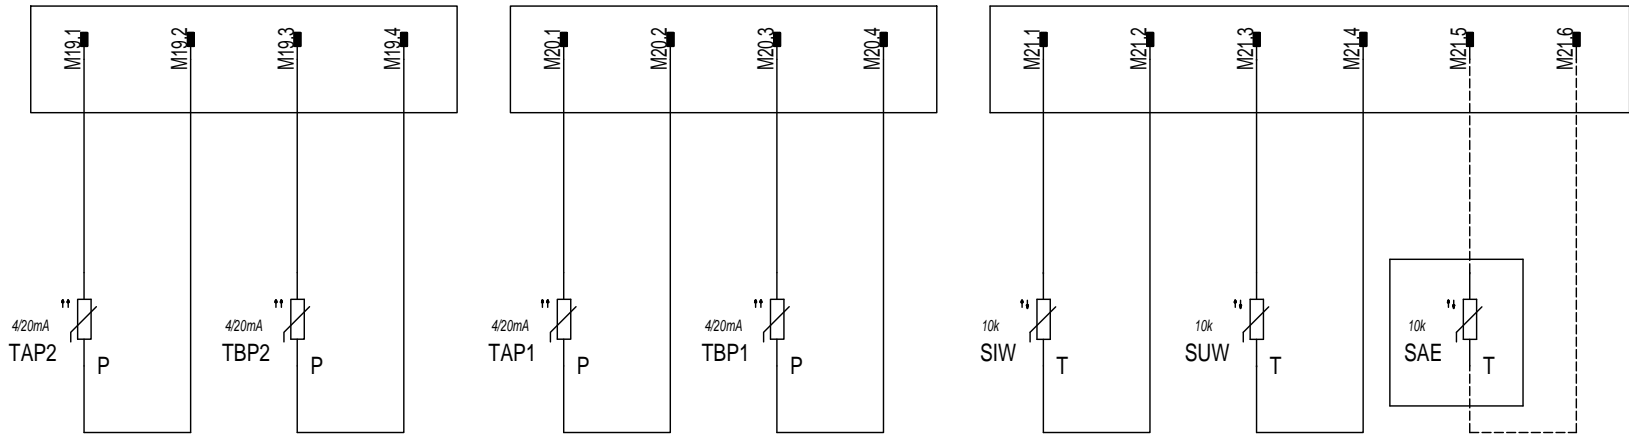 M19.1 M19.2 M19.3 M19.4 M20.1 M20.2 M20.3 M20.4 M21.1 M21.2 M21.3 M21.4 M21.5 M21.6
4/20mA 4/20mA 4/20mA 4/20mA 10k 10k 10k
TAP2 TBP2 TAP1 TBP1 SIW SUW SAE
P P P P T T T